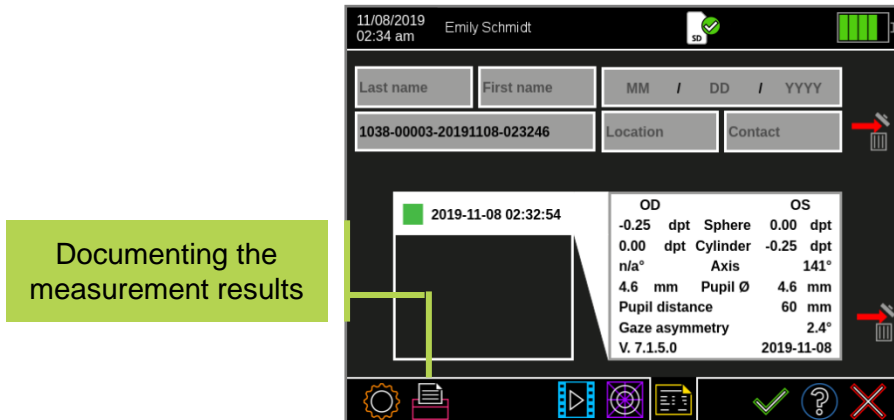 11/08/2019
02:34 am
Emily Schmidt
SD
Last name First name MM / DD / YYYY
1038-00003-20191108-023246 Location Contact
2019-11-08 02:32:54
OD OS
-0.25 dpt Sphere 0.00 dpt
0.00 dpt Cylinder -0.25 dpt
n/a° Axis 141°
4.6 mm Pupil Ø 4.6 mm
Pupil distance 60 mm
Gaze asymmetry 2.4°
V. 7.1.5.0 2019-11-08
Documenting the
measurement results
?